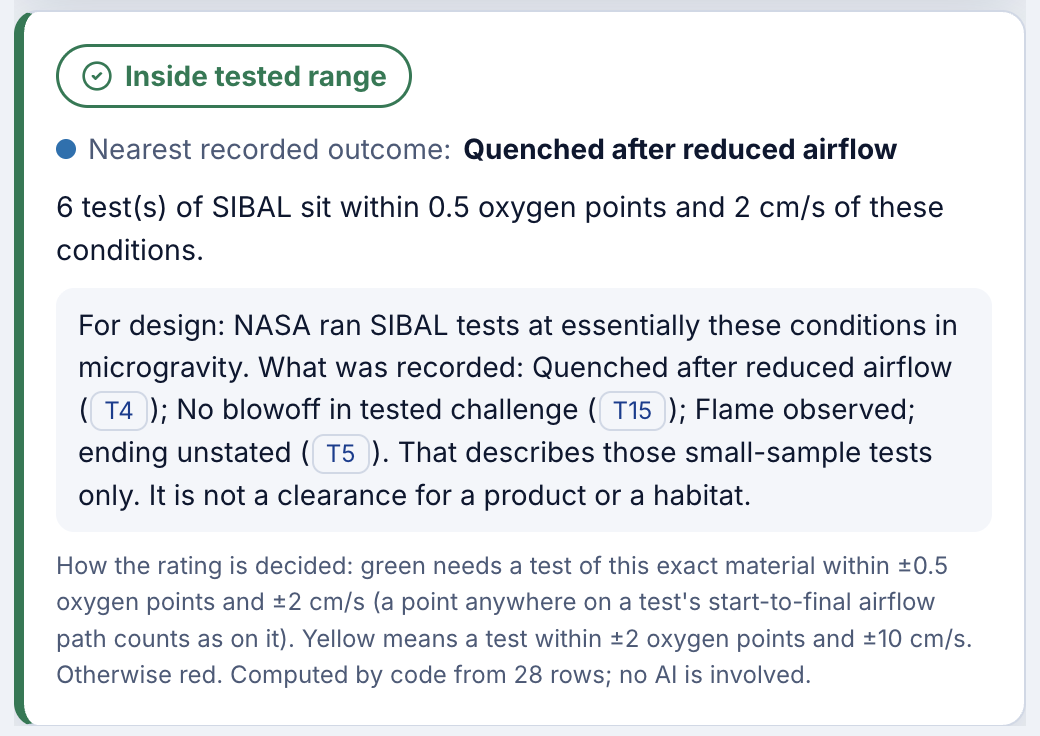 Inside tested range
Nearest recorded outcome: Quenched after reduced airflow
6 test(s) of SIBAL sit within 0.5 oxygen points and 2 cm/s of these
conditions.
For design: NASA ran SIBAL tests at essentially these conditions in
microgravity. What was recorded: Quenched after reduced airflow
( T4 ); No blowoff in tested challenge ( T15 ); Flame observed;
ending unstated ( T5 ). That describes those small-sample tests
only. It is not a clearance for a product or a habitat.
How the rating is decided: green needs a test of this exact material within ±0.5
oxygen points and ±2 cm/s (a point anywhere on a test's start-to-final airflow
path counts as on it). Yellow means a test within ±2 oxygen points and ±10 cm/s.
Otherwise red. Computed by code from 28 rows; no AI is involved.